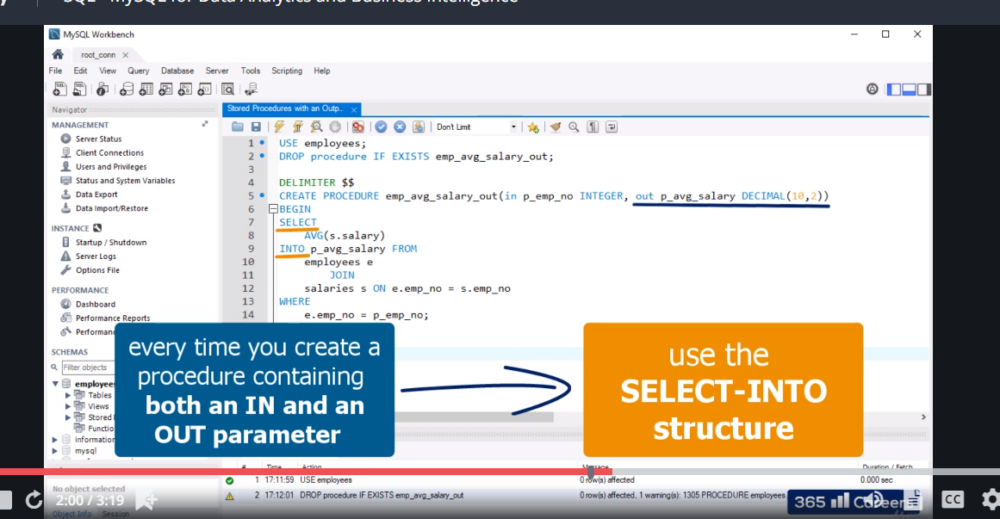 MySQL for Data Analytics and Business Intelligence
MySQL Workbench
root_conn
File Edit View Query Database Server Tools Scripting Help
Navigator
MANAGEMENT
Server Status
Client Connections
Users and Privileges
Status and System Variables
Data Export
Data Import/Restore
INSTANCE
Startup / Shutdown
Server Logs
Options File
PERFORMANCE
Dashboard
Performance Reports
SCHEMAS
Filter objects
employees
Tables
Views
Stored
Functio
information
mysql
No object selected
Object Info Session
Stored Procedures with an Outp...
Don't Limit
1 USE employees;
2 DROP procedure IF EXISTS emp_avg_salary_out;
3
4 DELIMITER $$
5 CREATE PROCEDURE emp_avg_salary_out(in p_emp_no INTEGER, out p_avg_salary DECIMAL(10,2))
6 BEGIN
7 SELECT
8 AVG(s.salary)
9 INTO p_avg_salary FROM
10 employees e
11 JOIN
12 salaries s ON e.emp_no = s.emp_no
13 WHERE
14 e.emp_no = p_emp_no;
every time you create a
procedure containing
both an IN and an
OUT parameter
use the
SELECT-INTO
structure
# Time Action Message Duration / Fetch
1 17:11:59 USE employees 0 row(s) affected 0.000 sec
2 17:12:01 DROP procedure IF EXISTS emp_avg_salary_out 0 row(s) affected, 1 warning(s): 1305 PROCEDURE employees.
2:00 / 3:19
365 Careers
CC